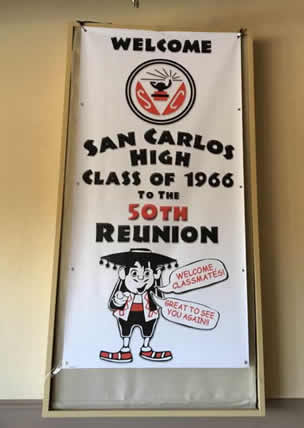 WELCOME
SC
SAN CARLOS
HIGH
CLASS OF 1966
TO THE
50TH
REUNION
WELCOME
CLASSMATES!
GREAT TO SEE
YOU AGAIN!!